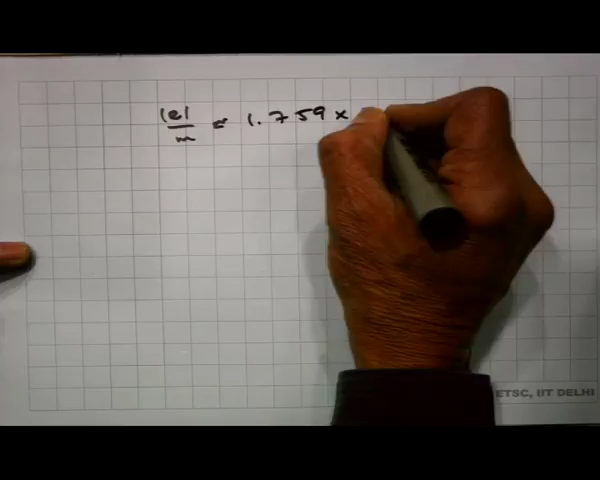 |e|/m = 1.759 x
ETSC, IIT DELHI